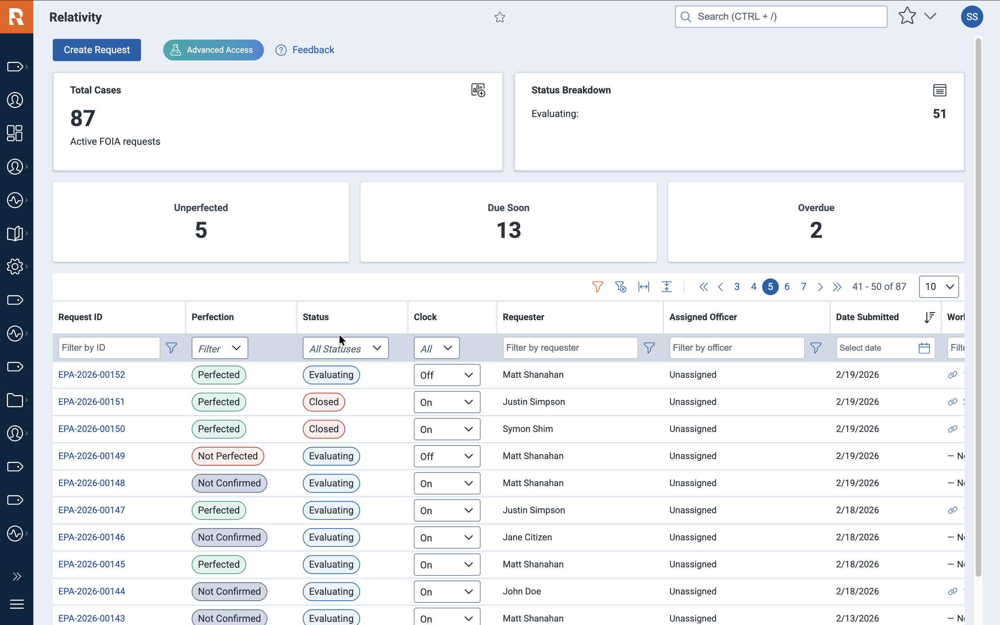 Relativity
Search (CTRL + /)
SS
Create Request
Advanced Access
Feedback
Total Cases
87
Active FOIA requests
Status Breakdown
Evaluating: 51
Unperfected
5
Due Soon
13
Overdue
2
3 4 5 6 7 41 - 50 of 87 10
Request ID Perfection Status Clock Requester Assigned Officer Date Submitted
Filter by ID Filter All Statuses All Filter by requester Filter by officer Select date
EPA-2026-00152 Perfected Evaluating Off Matt Shanahan Unassigned 2/19/2026
EPA-2026-00151 Perfected Closed On Justin Simpson Unassigned 2/19/2026
EPA-2026-00150 Perfected Closed On Symon Shim Unassigned 2/19/2026
EPA-2026-00149 Not Perfected Evaluating Off Matt Shanahan Unassigned 2/19/2026
EPA-2026-00148 Not Confirmed Evaluating On Matt Shanahan Unassigned 2/19/2026
EPA-2026-00147 Perfected Evaluating On Justin Simpson Unassigned 2/18/2026
EPA-2026-00146 Not Confirmed Evaluating On Jane Citizen Unassigned 2/18/2026
EPA-2026-00145 Perfected Evaluating On Matt Shanahan Unassigned 2/18/2026
EPA-2026-00144 Not Confirmed Evaluating On John Doe Unassigned 2/18/2026
EPA-2026-00143 Not Confirmed Evaluating On Matt Shanahan Unassigned 2/13/2026